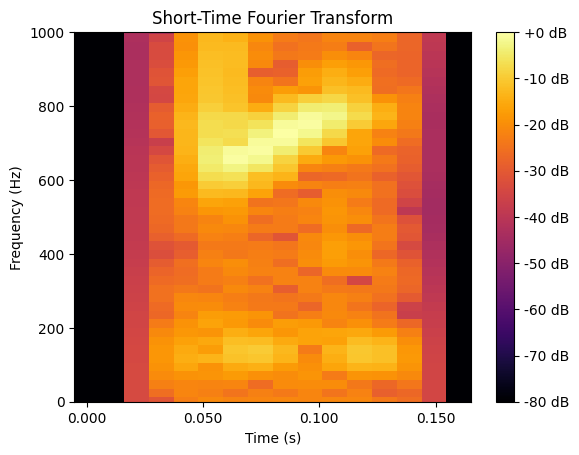 Short-Time Fourier Transform
Frequency (Hz)
1000
800
600
400
200
0
0.000
0.050
0.100
0.150
Time (s)
+0 dB
-10 dB
-20 dB
-30 dB
-40 dB
-50 dB
-60 dB
-70 dB
-80 dB